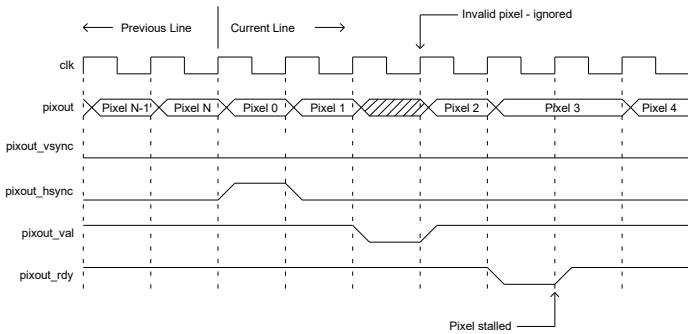 Invalid pixel - ignored
Previous Line Current Line
clk
pixout Pixel N-1 Pixel N Pixel 0 Pixel 1 Pixel 2 Pixel 3 Pixel 4
pixout_vsync
pixout_hsync
pixout_val
pixout_rdy
Pixel stalled